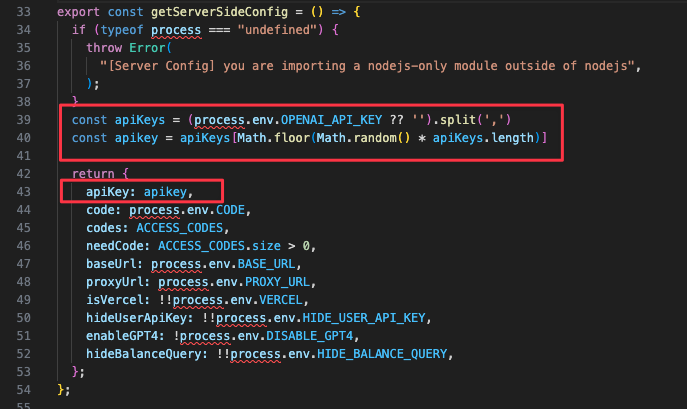 33 export const getServerSideConfig = () => {
34 if (typeof process === "undefined") {
35 throw Error(
36 "[Server Config] you are importing a nodejs-only module outside of nodejs",
37 );
38 }
39 const apiKeys = (process.env.OPENAI_API_KEY ?? '').split(',')
40 const apikey = apiKeys[Math.floor(Math.random() * apiKeys.length)]
41
42 return {
43 apiKey: apikey,
44 code: process.env.CODE,
45 codes: ACCESS_CODES,
46 needCode: ACCESS_CODES.size > 0,
47 baseUrl: process.env.BASE_URL,
48 proxyUrl: process.env.PROXY_URL,
49 isVercel: !!process.env.VERCEL,
50 hideUserApiKey: !!process.env.HIDE_USER_API_KEY,
51 enableGPT4: !process.env.DISABLE_GPT4,
52 hideBalanceQuery: !!process.env.HIDE_BALANCE_QUERY,
53 };
54 };
55